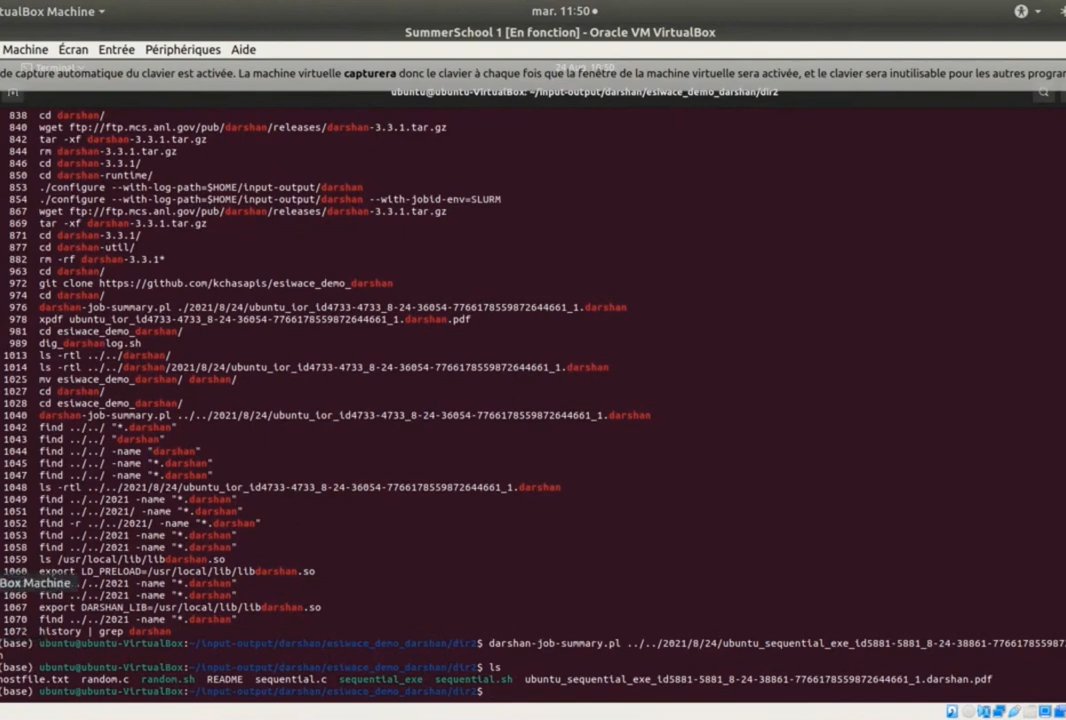 tualBox Machine
mar. 11:50
SummerSchool 1 [En fonction] - Oracle VM VirtualBox
Machine Écran Entrée Périphériques Aide
de capture automatique du clavier est activée. La machine virtuelle capturera donc le clavier à chaque fois que la fenêtre de la machine virtuelle sera activée, et le clavier sera inutilisable pour les autres progra
ubuntu@ubuntu-VirtualBox: ~/input-output/darshan/esiwace_demo_darshan/dir2
838 cd darshan/
840 wget ftp://ftp.mcs.anl.gov/pub/darshan/releases/darshan-3.3.1.tar.gz
842 tar -xf darshan-3.3.1.tar.gz
844 rm darshan-3.3.1.tar.gz
846 cd darshan-3.3.1/
850 cd darshan-runtime/
853 ./configure --with-log-path=$HOME/input-output/darshan
854 ./configure --with-log-path=$HOME/input-output/darshan --with-jobid-env=SLURM
867 wget ftp://ftp.mcs.anl.gov/pub/darshan/releases/darshan-3.3.1.tar.gz
869 tar -xf darshan-3.3.1.tar.gz
871 cd darshan-3.3.1/
877 cd darshan-util/
882 rm -rf darshan-3.3.1*
963 cd darshan/
972 git clone https://github.com/kchasapis/esiwace_demo_darshan
974 cd darshan/
976 darshan-job-summary.pl ./2021/8/24/ubuntu_ior_id4733-4733_8-24-36054-7766178559872644661_1.darshan
978 xpdf ubuntu_ior_id4733-4733_8-24-36054-7766178559872644661_1.darshan.pdf
981 cd esiwace_demo_darshan/
989 dig_darshanlog.sh
1013 ls -rtl ../../darshan/
1014 ls -rtl ../../darshan/2021/8/24/ubuntu_ior_id4733-4733_8-24-36054-7766178559872644661_1.darshan
1025 mv esiwace_demo_darshan/ darshan/
1027 cd darshan/
1028 cd esiwace_demo_darshan/
1040 darshan-job-summary.pl ../../2021/8/24/ubuntu_ior_id4733-4733_8-24-36054-7766178559872644661_1.darshan
1042 find ../../ "*.darshan"
1043 find ../../ "darshan"
1044 find ../../ -name "darshan"
1045 find ../../ -name "*.darshan"
1047 find ../../ -name "*.darshan"
1048 ls -rtl ../../2021/8/24/ubuntu_ior_id4733-4733_8-24-36054-7766178559872644661_1.darshan
1049 find ../../2021 -name "*.darshan"
1051 find ../../2021/ -name "*.darshan"
1052 find -r ../../2021/ -name "*.darshan"
1053 find ../../2021 -name "*.darshan"
1058 find ../../2021 -name "*.darshan"
1059 ls /usr/local/lib/libdarshan.so
1060 export LD_PRELOAD=/usr/local/lib/libdarshan.so
Box Machine ../../2021 -name "*.darshan"
1066 find ../../2021 -name "*.darshan"
1067 export DARSHAN_LIB=/usr/local/lib/libdarshan.so
1070 find ../../2021 -name "*.darshan"
1072 history | grep darshan
(base) ubuntu@ubuntu-VirtualBox:~/input-output/darshan/esiwace_demo_darshan/dir2$ darshan-job-summary.pl ../../2021/8/24/ubuntu_sequential_exe_id5881-5881_8-24-38861-77661785598
n
(base) ubuntu@ubuntu-VirtualBox:~/input-output/darshan/esiwace_demo_darshan/dir2$ ls
hostfile.txt random.c random.sh README sequential.c sequential_exe sequential.sh ubuntu_sequential_exe_id5881-5881_8-24-38861-7766178559872644661_1.darshan.pdf
(base) ubuntu@ubuntu-VirtualBox:~/input-output/darshan/esiwace_demo_darshan/dir2$